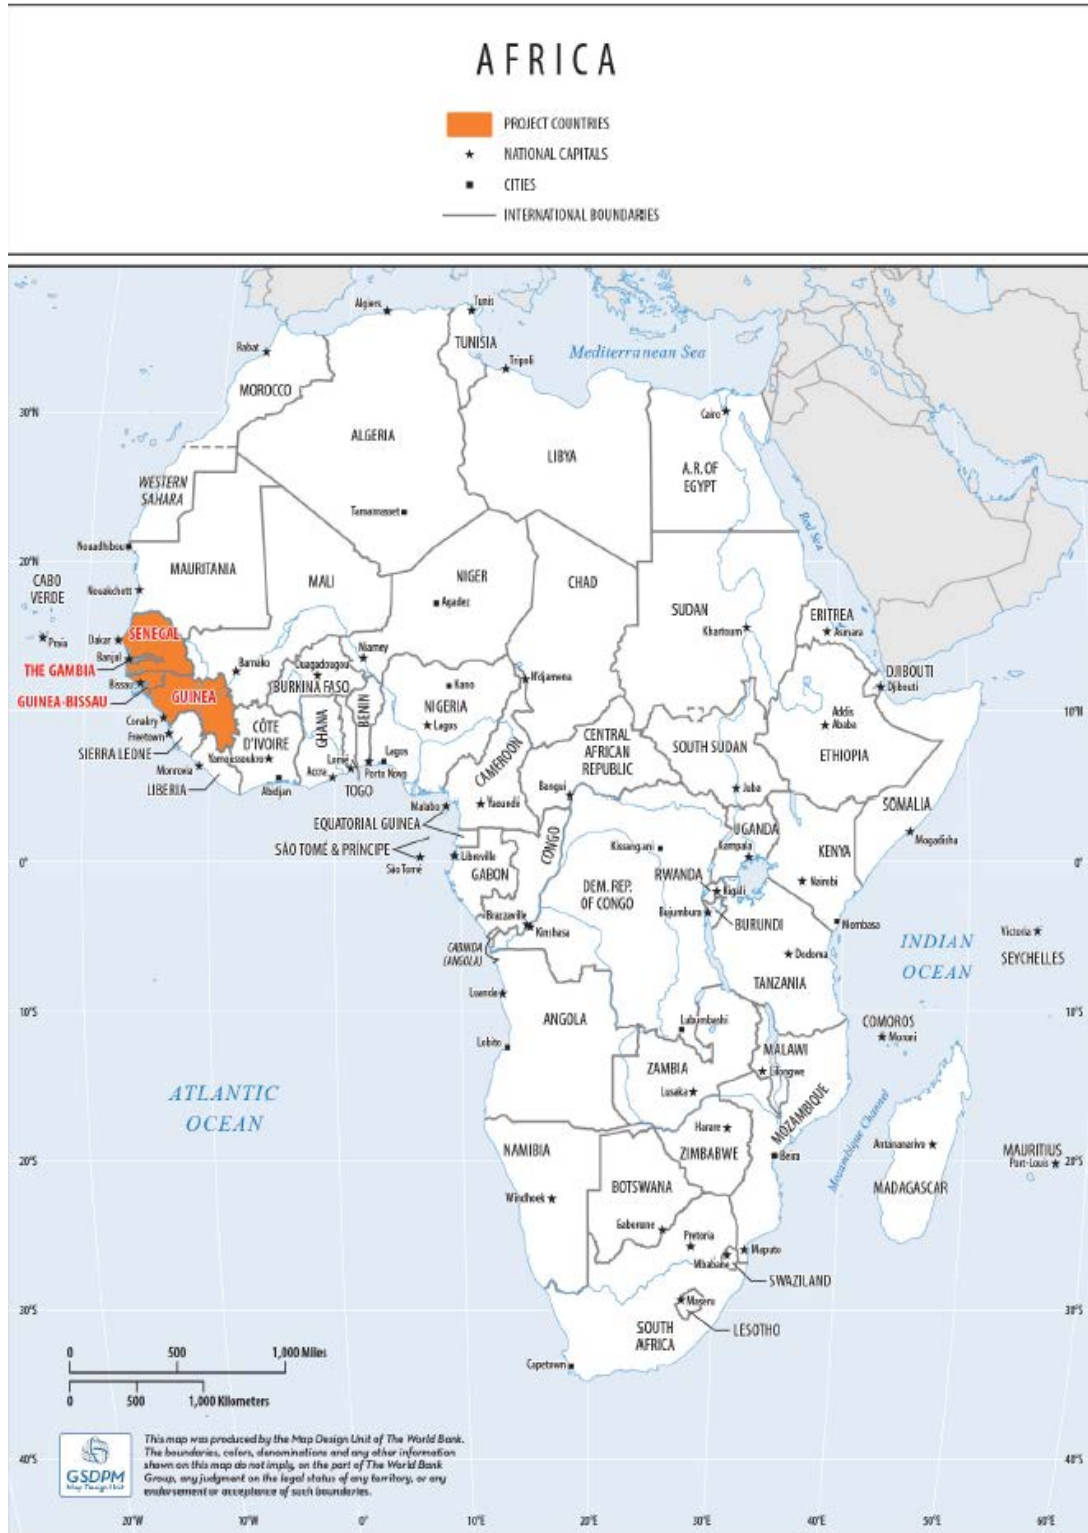 AFRICA
PROJECT COUNTRIES
NATIONAL CAPITALS
CITIES
INTERNATIONAL BOUNDARIES
Algiers
Tunis
TUNISIA
Mediterranean Sea
Rabat
Tripoli
MOROCCO
30°N
Cairo
ALGERIA
LIBYA
A.R. OF
EGYPT
WESTERN
SAHARA
Tamanrasset
Red Sea
Nouadhibou
20°N
MAURITANIA
MALI
NIGER
CHAD
CABO
VERDE
Nouakchott
Agadez
SUDAN
ERITREA
Praia
Dakar
SENEGAL
Khartoum
Asmara
Banjul
Niamey
THE GAMBIA
Bamako
Ouagadougou
N'djamena
DJIBOUTI
Djibouti
Bissau
BURKINA FASO
Kano
GUINEA-BISSAU
GUINEA
NIGERIA
10°N
Conakry
Lagos
Addis
Ababa
Freetown
CÔTE
D'IVOIRE
GHANA
BENIN
CENTRAL
AFRICAN
REPUBLIC
SOUTH SUDAN
ETHIOPIA
SIERRA LEONE
Yamoussoukro
Lomé
Lagos
CAMEROON
Monrovia
Accra
Porto Novo
Bangui
Juba
LIBERIA
Abidjan
TOGO
Malabo
Yaoundé
SOMALIA
EQUATORIAL GUINEA
UGANDA
Mogadishu
SÃO TOMÉ & PRÍNCIPE
CONGO
Kissangani
Kampala
KENYA
0°
São Tomé
Libreville
GABON
DEM. REP.
OF CONGO
RWANDA
Kigali
Nairobi
0°
Brazzaville
Kinshasa
Bujumbura
BURUNDI
Mombasa
Victoria
CABINDA
(ANGOLA)
Dodoma
INDIAN
OCEAN
SEYCHELLES
TANZANIA
Luanda
10°S
ANGOLA
Lubumbashi
COMOROS
Moroni
10°S
Lobito
MALAWI
ZAMBIA
Lilongwe
ATLANTIC
OCEAN
Lusaka
MOZAMBIQUE
Mozambique Channel
Harare
NAMIBIA
ZIMBABWE
Beira
Antananarivo
MAURITIUS
Port-Louis
20°S
20°S
Windhoek
BOTSWANA
MADAGASCAR
Gaborone
Pretoria
Maputo
Mbabane
SWAZILAND
30°S
Maseru
30°S
SOUTH
AFRICA
LESOTHO
Capetown
0 500 1,000 Miles
0 500 1,000 Kilometers
GSDPM
Map Design Unit
This map was produced by the Map Design Unit of The World Bank.
The boundaries, colors, denominations and any other information
shown on this map do not imply, on the part of The World Bank
Group, any judgment on the legal status of any territory, or any
endorsement or acceptance of such boundaries.
40°S
40°S
20°W
10°W
0°
10°E
20°E
30°E
40°E
50°E
60°E